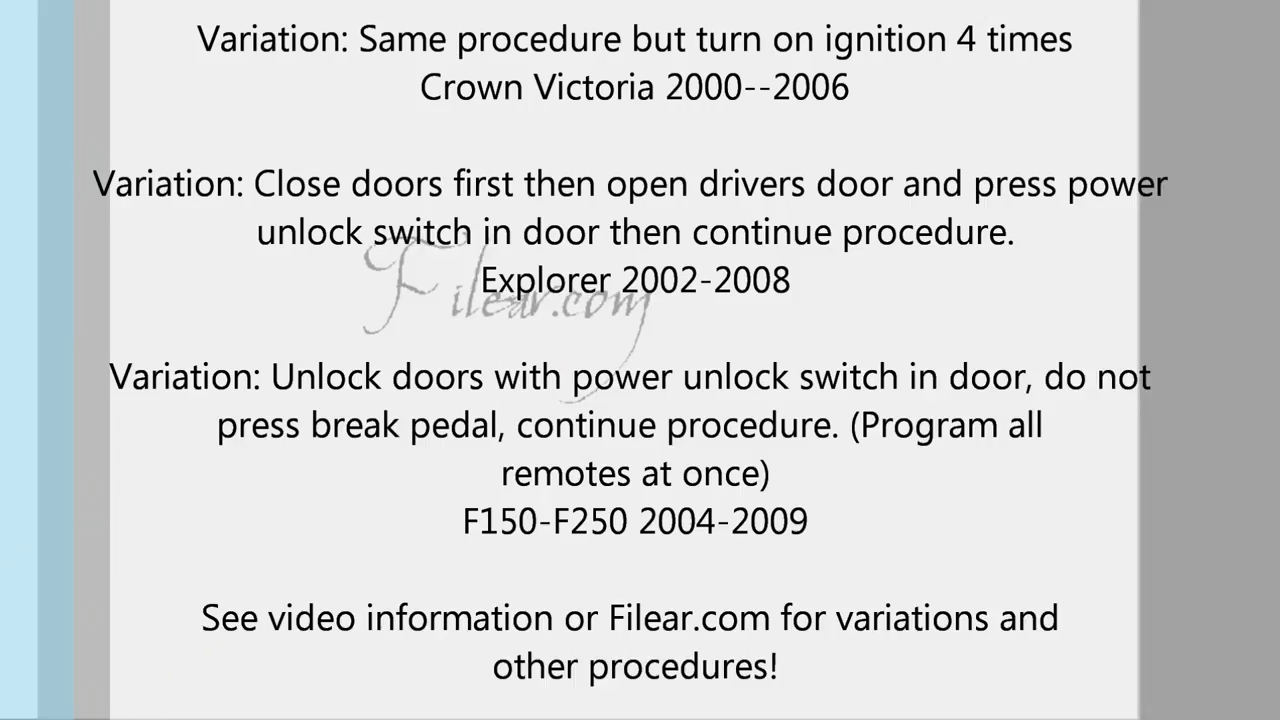 Variation: Same procedure but turn on ignition 4 times
Crown Victoria 2000--2006
Variation: Close doors first then open drivers door and press power
unlock switch in door then continue procedure.
Explorer 2002-2008
Filear.com
Variation: Unlock doors with power unlock switch in door, do not
press break pedal, continue procedure. (Program all
remotes at once)
F150-F250 2004-2009
See video information or Filear.com for variations and
other procedures!